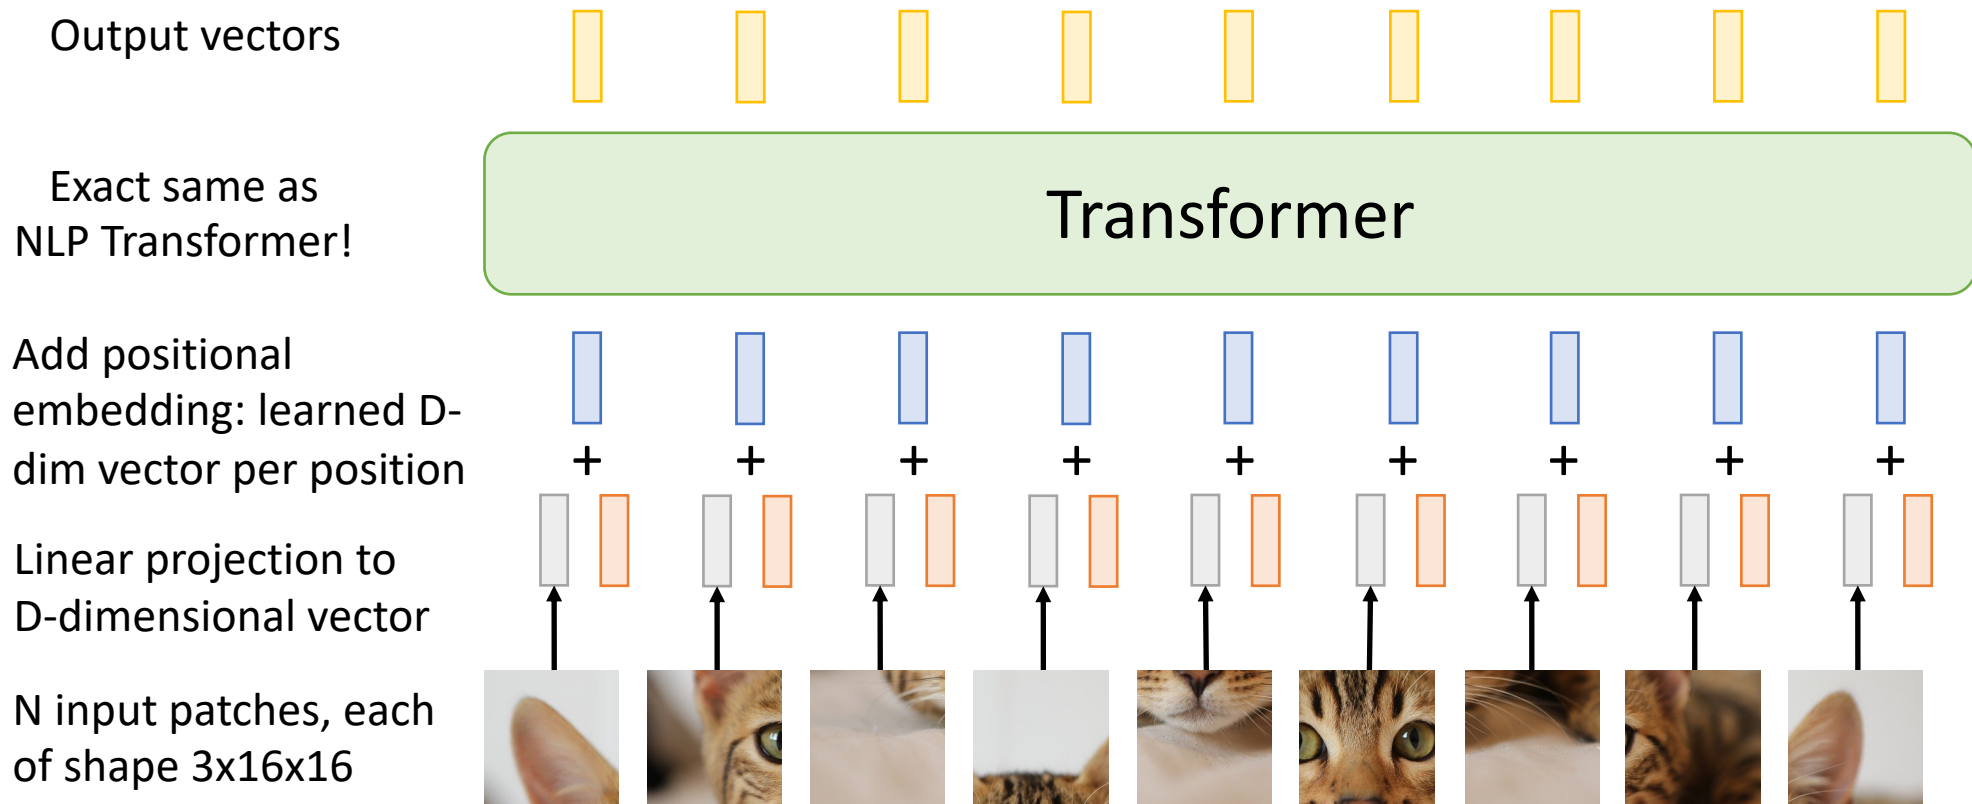 Output vectors
Exact same as
NLP Transformer!
Transformer
Add positional
embedding: learned D-
dim vector per position
+ + + + + + + + +
Linear projection to
D-dimensional vector
N input patches, each
of shape 3x16x16